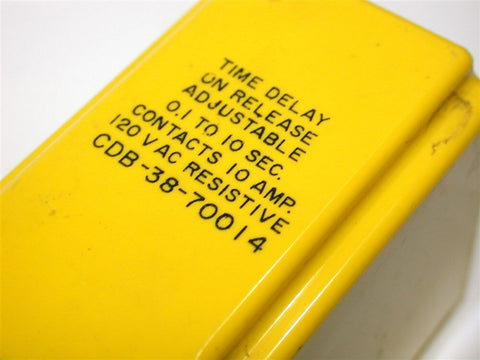 TIME DELAY
ON RELEASE
ADJUSTABLE
0.1 TO 10 SEC.
CONTACTS 10 AMP.
120 VAC RESISTIVE
CDB-38-70014